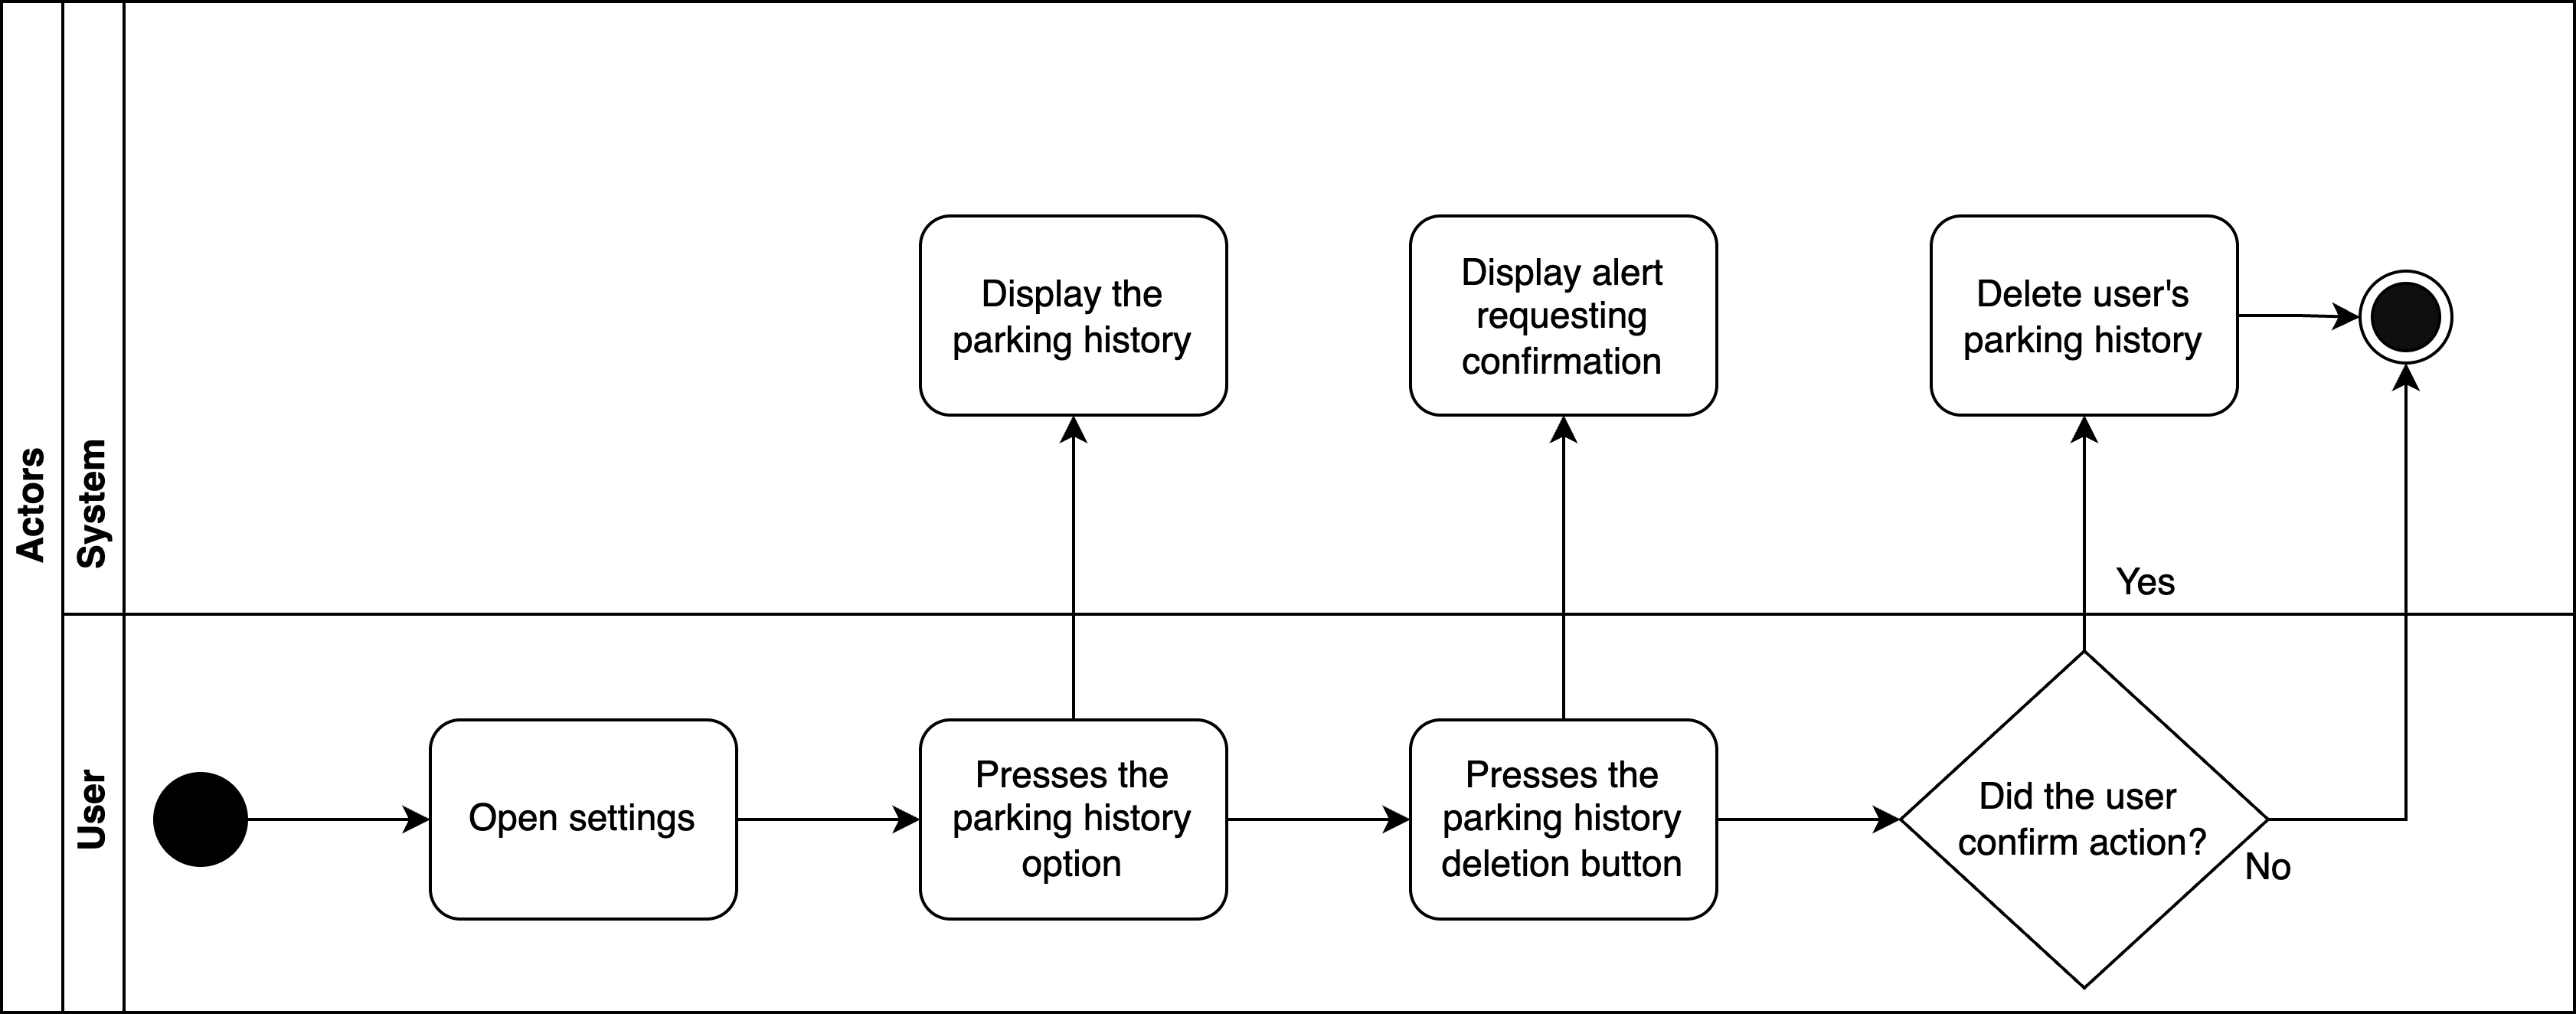 Actors
System
Display the
parking history
Display alert
requesting
confirmation
Delete user's
parking history
Yes
User
Open settings
Presses the
parking history
option
Presses the
parking history
deletion button
Did the user
confirm action?
No